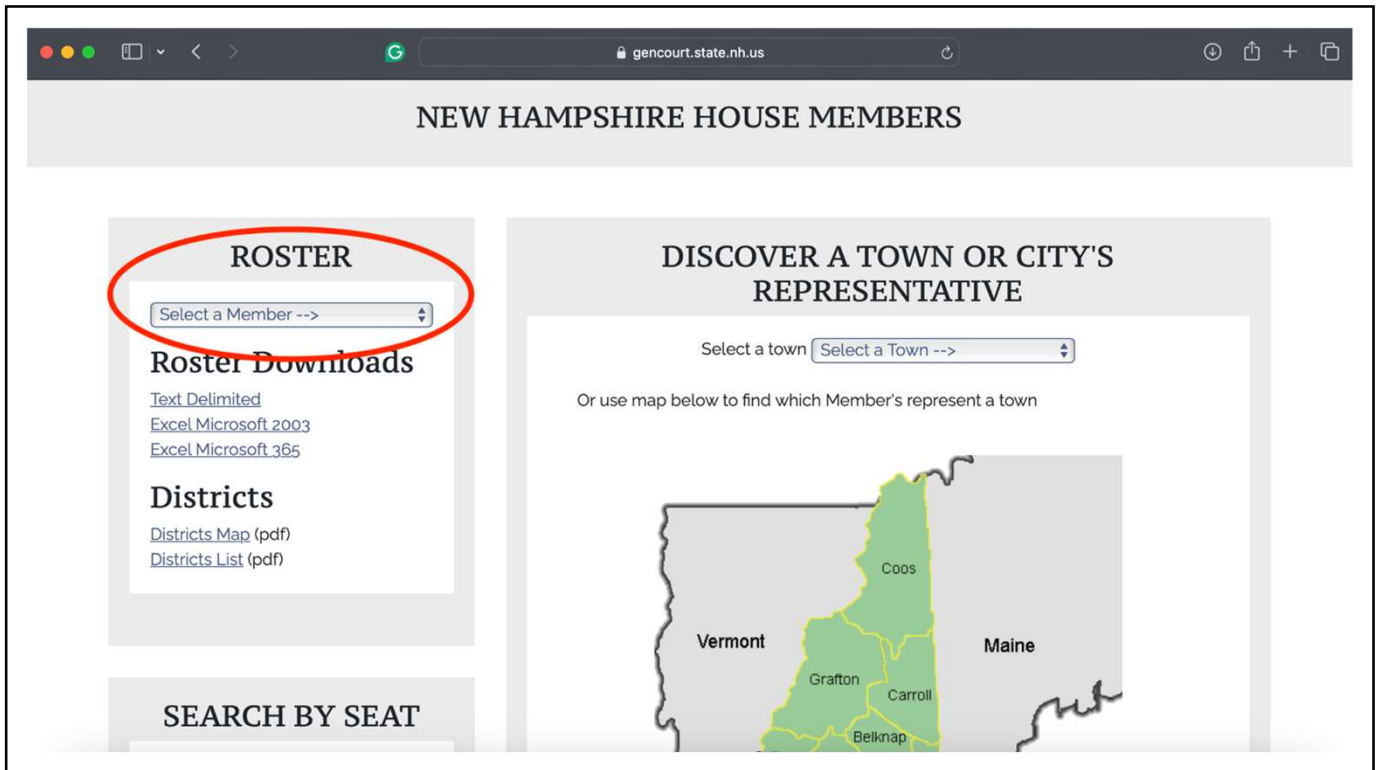 gencourt.state.nh.us
NEW HAMPSHIRE HOUSE MEMBERS
ROSTER
Select a Member -->
Roster Downloads
Text Delimited
Excel Microsoft 2003
Excel Microsoft 365
Districts
Districts Map (pdf)
Districts List (pdf)
SEARCH BY SEAT
DISCOVER A TOWN OR CITY'S
REPRESENTATIVE
Select a town Select a Town -->
Or use map below to find which Member's represent a town
Coos
Vermont
Maine
Grafton
Carroll
Belknap